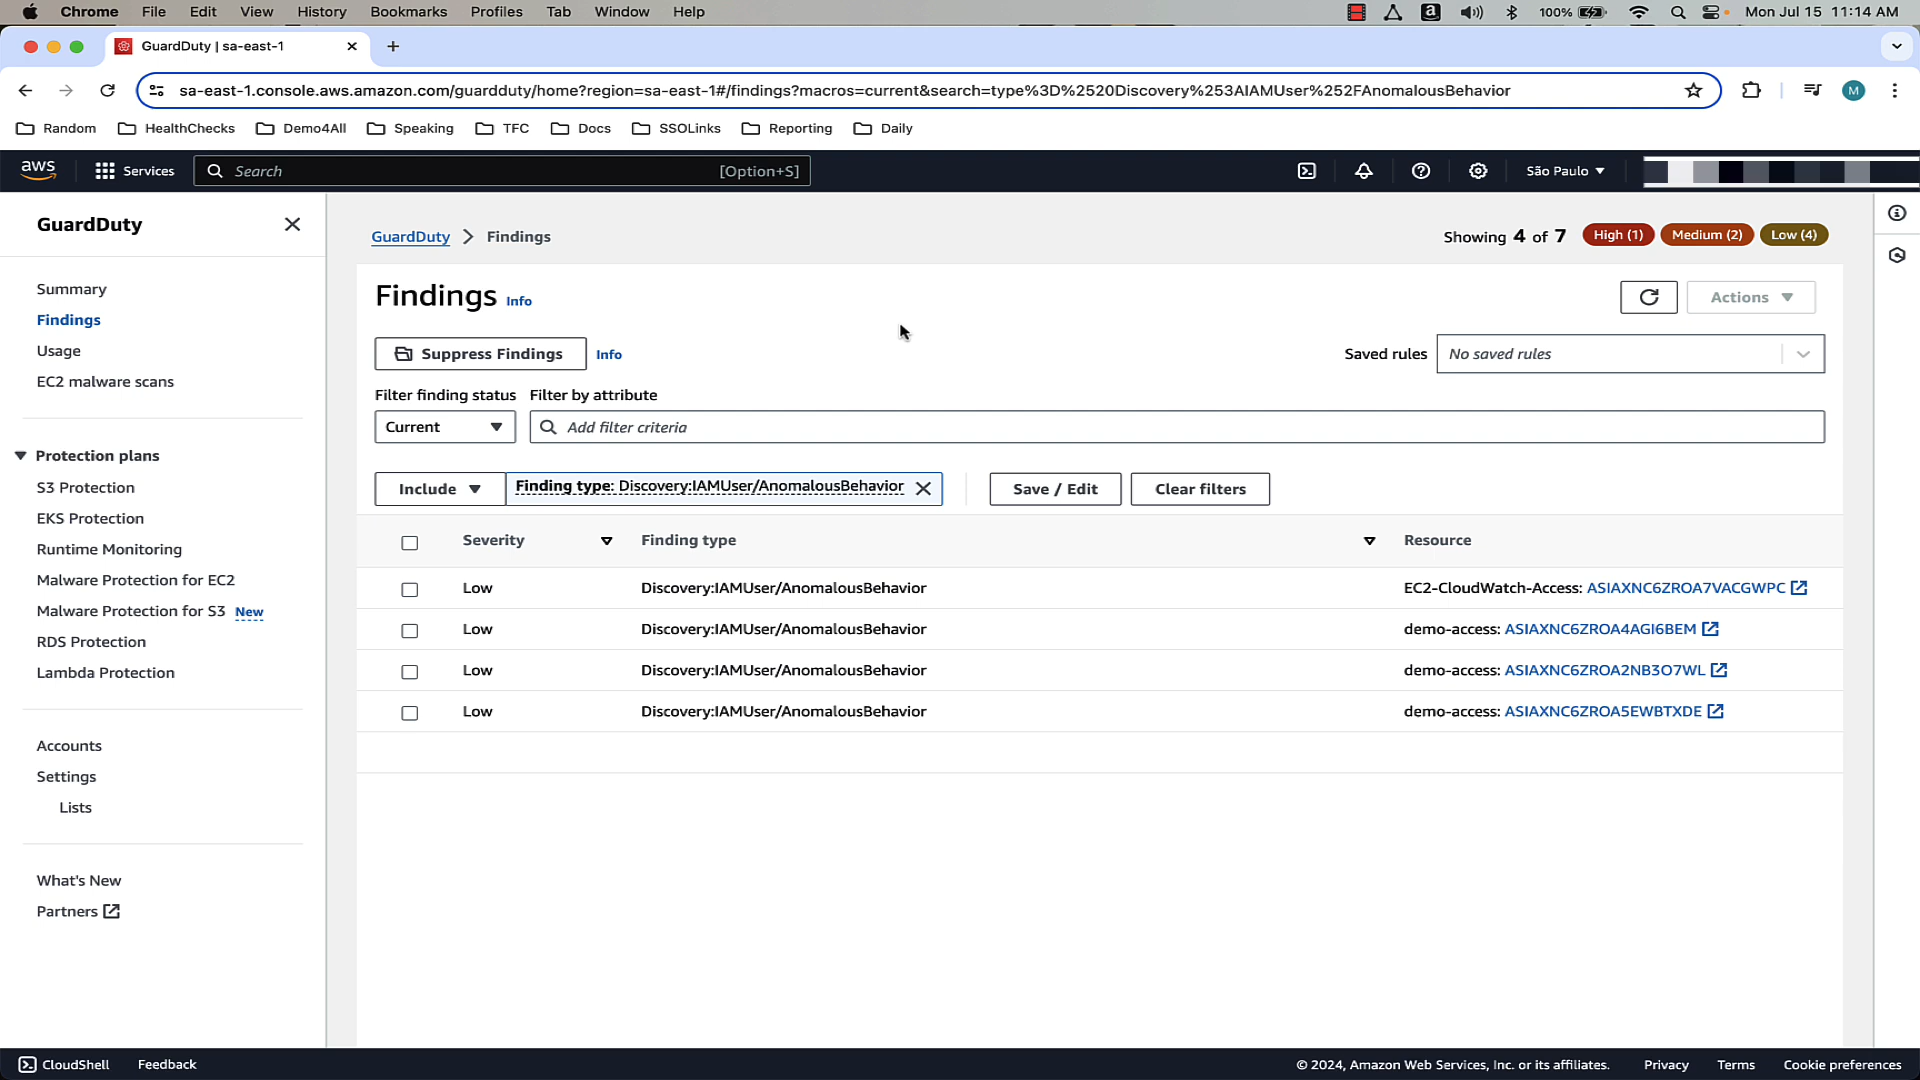 Chrome File Edit View History Bookmarks Profiles Tab Window Help 100% Mon Jul 15 11:14 AM
GuardDuty | sa-east-1
sa-east-1.console.aws.amazon.com/guardduty/home?region=sa-east-1#/findings?macros=current&search=type%3D%2520Discovery%253AIAMUser%252FAnomalousBehavior M
Random HealthChecks Demo4All Speaking TFC Docs SSOLinks Reporting Daily
aws Services Search [Option+S] São Paulo
GuardDuty
Summary
Findings
Usage
EC2 malware scans
Protection plans
S3 Protection
EKS Protection
Runtime Monitoring
Malware Protection for EC2
Malware Protection for S3 New
RDS Protection
Lambda Protection
Accounts
Settings
Lists
What's New
Partners
GuardDuty > Findings Showing 4 of 7 High (1) Medium (2) Low (4)
Findings Info Actions
Suppress Findings Info Saved rules No saved rules
Filter finding status Filter by attribute
Current Add filter criteria
Include Finding type: Discovery:IAMUser/AnomalousBehavior Save / Edit Clear filters
Severity Finding type Resource
Low Discovery:IAMUser/AnomalousBehavior EC2-CloudWatch-Access: ASIAXNC6ZROA7VACGWPC
Low Discovery:IAMUser/AnomalousBehavior demo-access: ASIAXNC6ZROA4AGI6BEM
Low Discovery:IAMUser/AnomalousBehavior demo-access: ASIAXNC6ZROA2NB3O7WL
Low Discovery:IAMUser/AnomalousBehavior demo-access: ASIAXNC6ZROA5EWBTXDE
CloudShell Feedback © 2024, Amazon Web Services, Inc. or its affiliates. Privacy Terms Cookie preferences